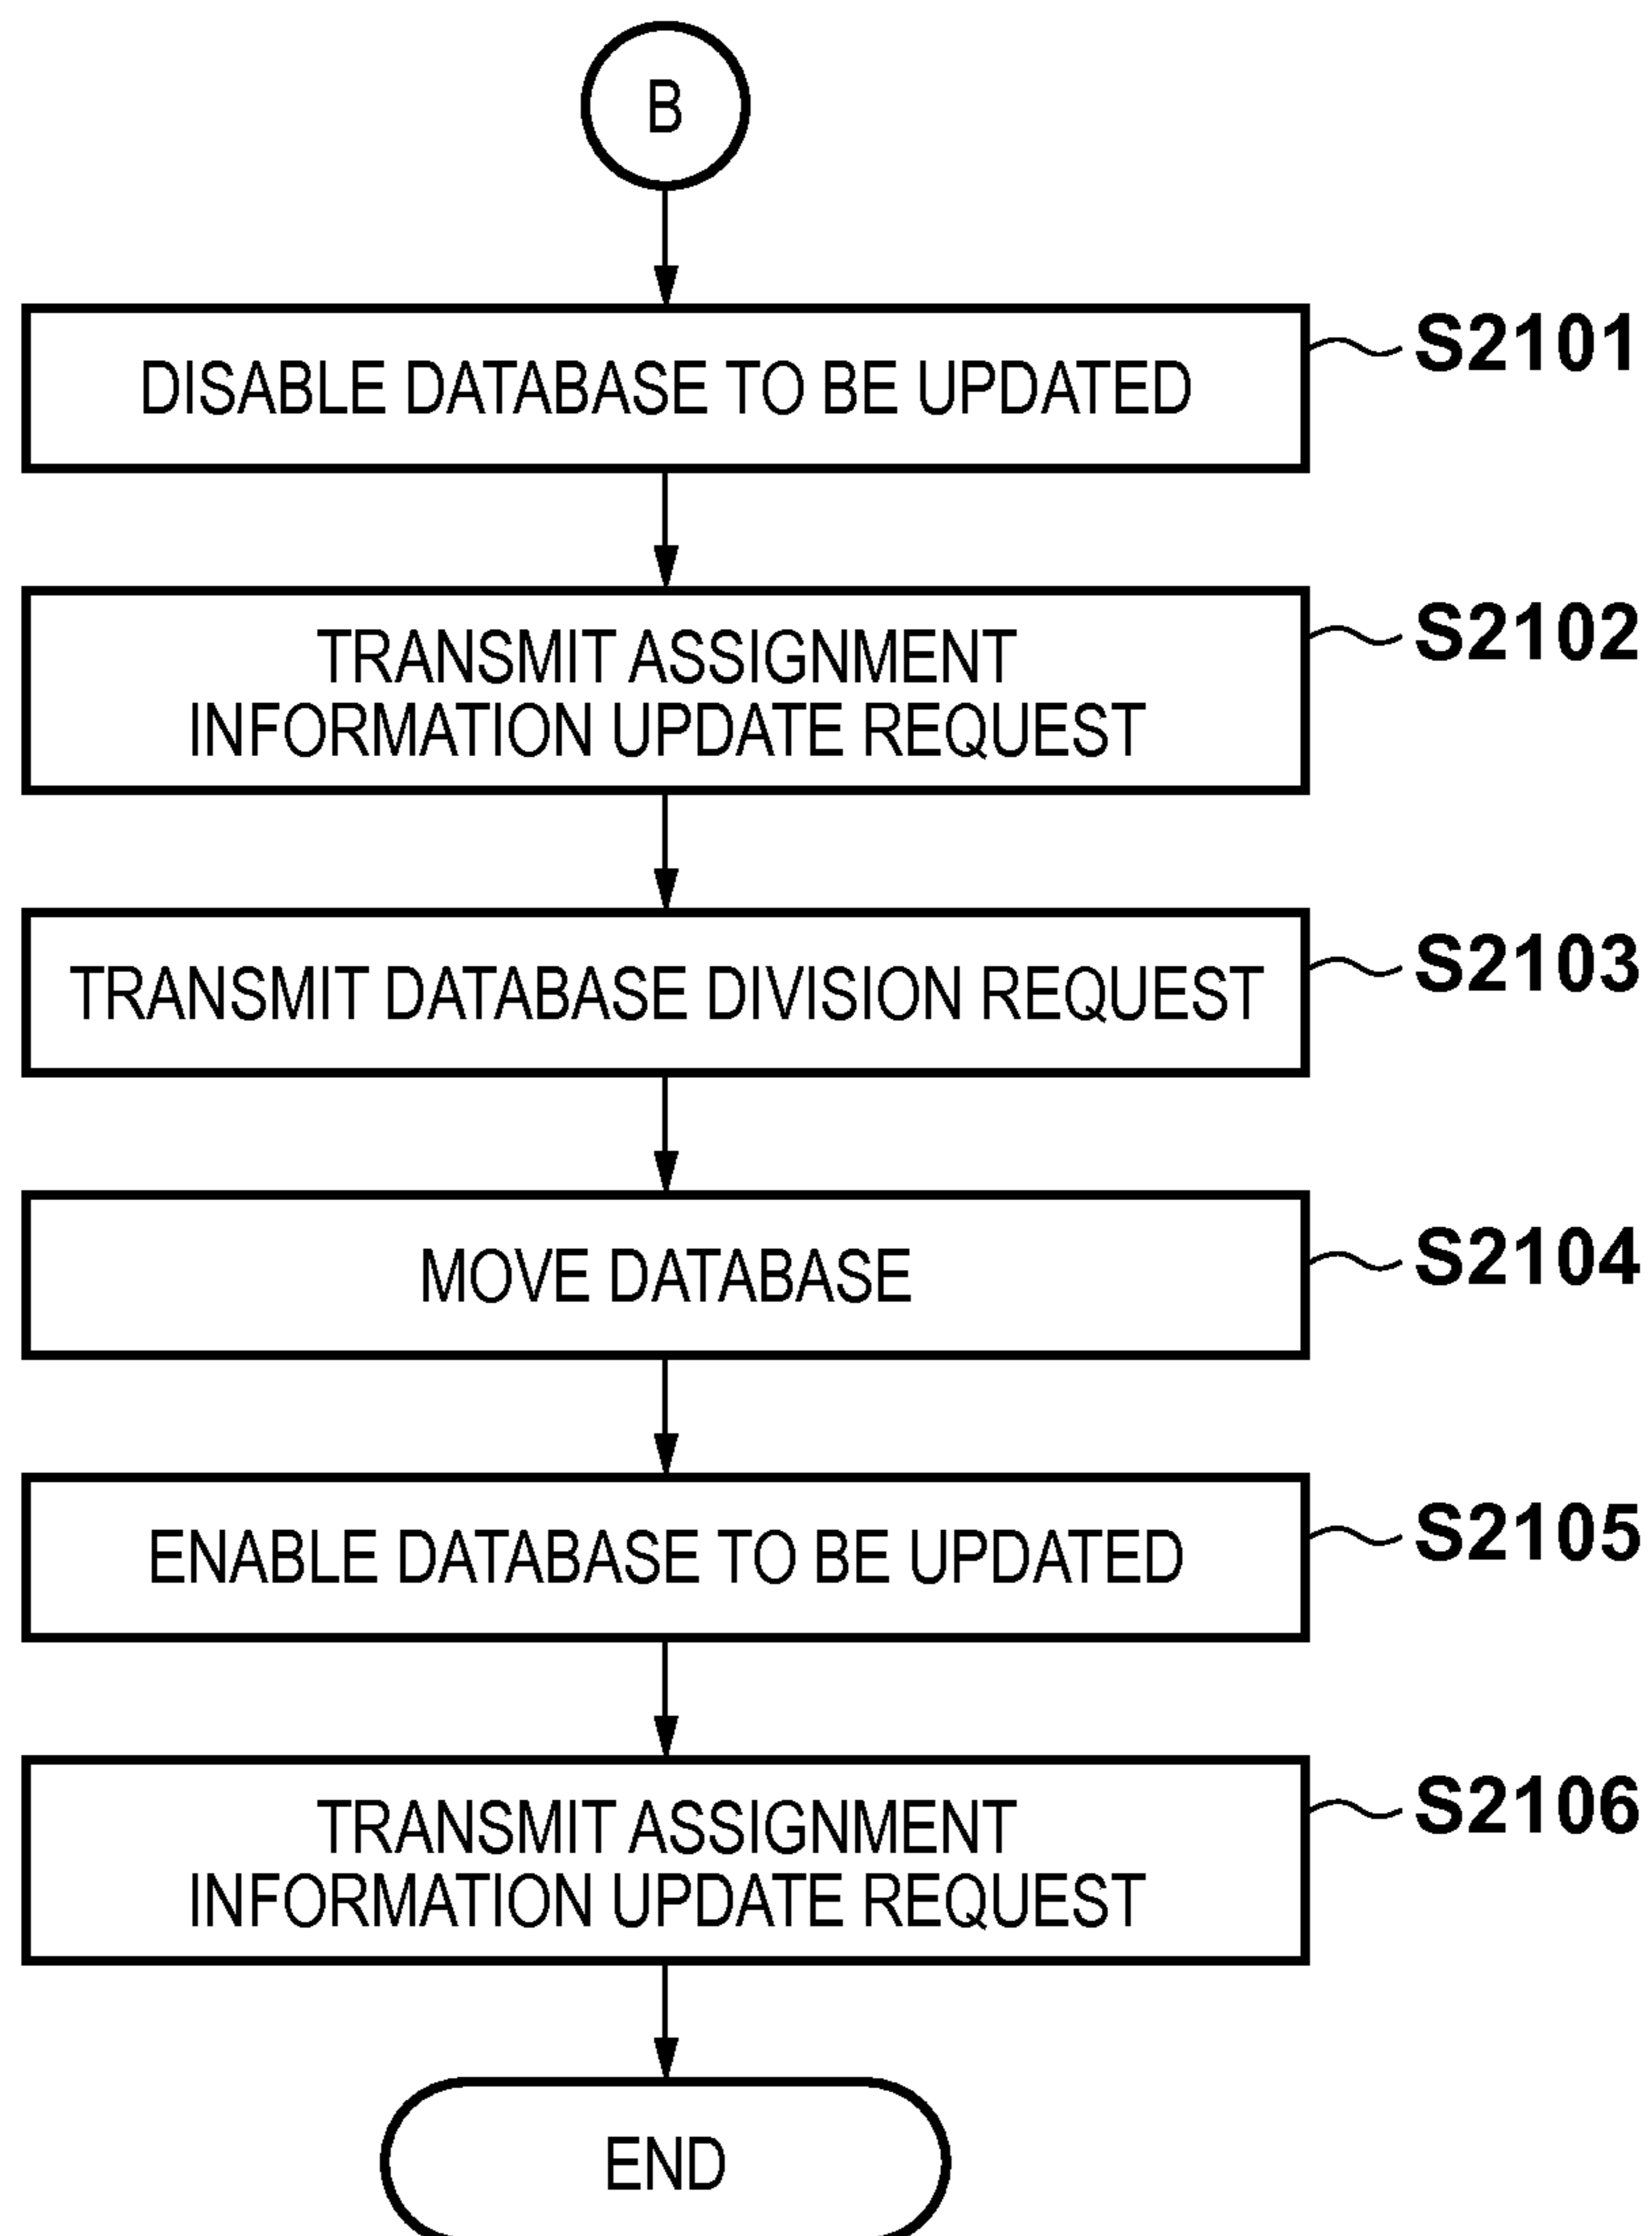 B
DISABLE DATABASE TO BE UPDATED
S2101
TRANSMIT ASSIGNMENT
INFORMATION UPDATE REQUEST
S2102
TRANSMIT DATABASE DIVISION REQUEST
S2103
MOVE DATABASE
S2104
ENABLE DATABASE TO BE UPDATED
S2105
TRANSMIT ASSIGNMENT
INFORMATION UPDATE REQUEST
S2106
END